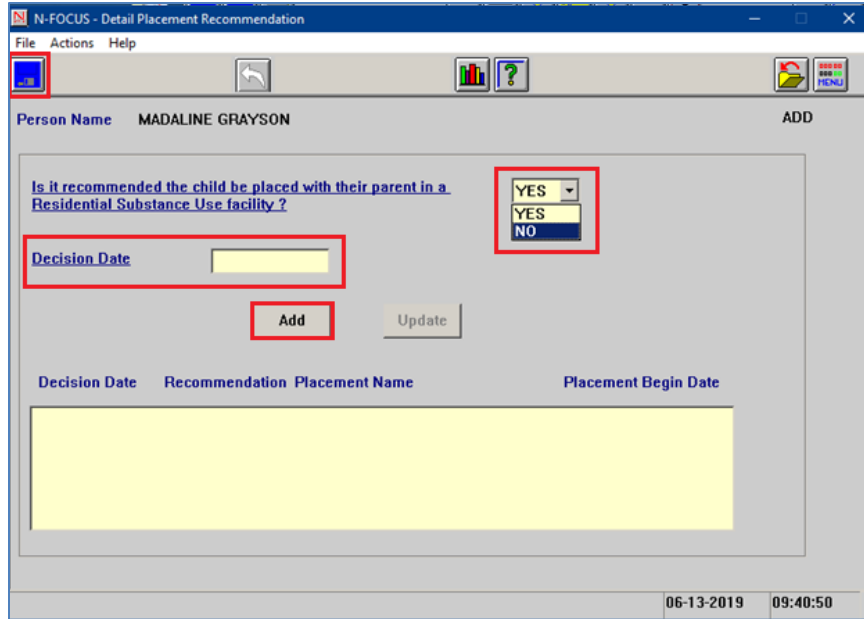 N-FOCUS - Detail Placement Recommendation
File Actions Help
MENU
Person Name MADALINE GRAYSON ADD
Is it recommended the child be placed with their parent in a
Residential Substance Use facility ?
YES
YES
NO
Decision Date
Add Update
Decision Date Recommendation Placement Name Placement Begin Date
06-13-2019 09:40:50